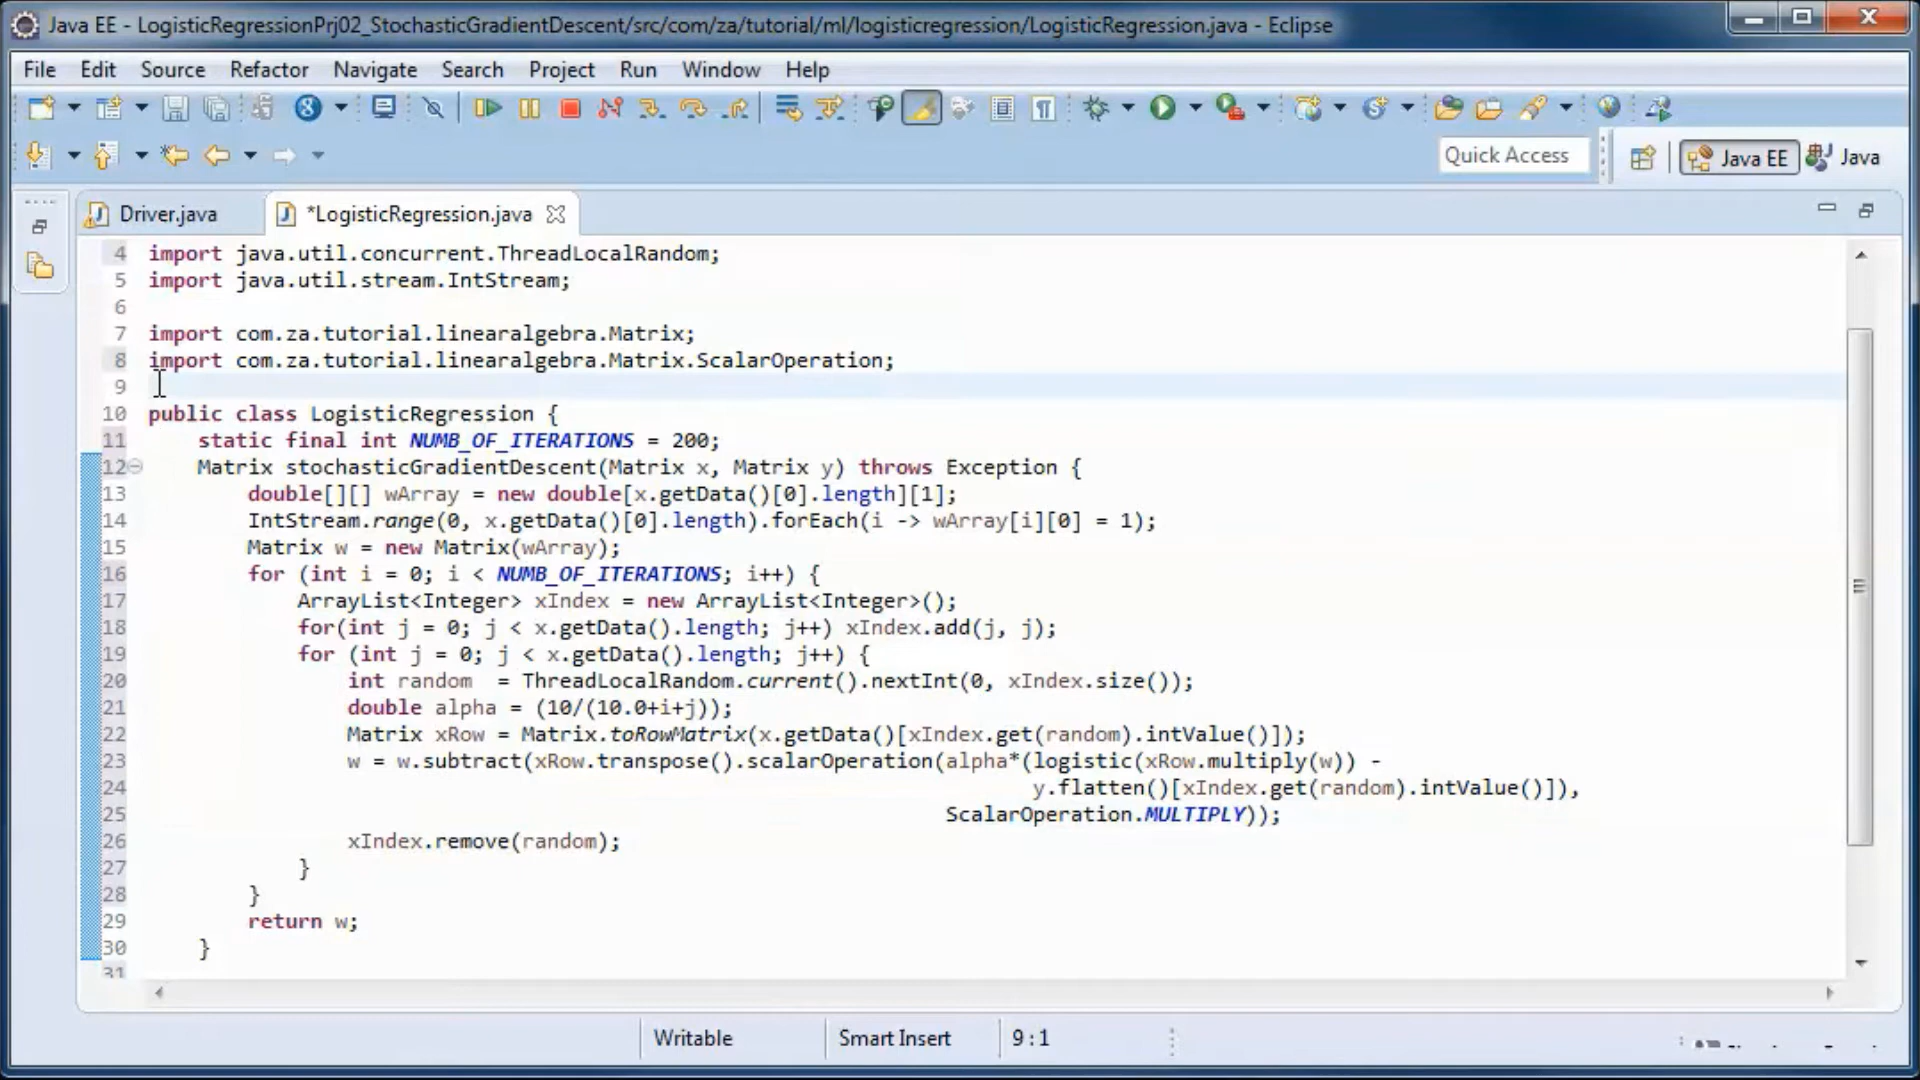 Java EE - LogisticRegressionPrj02_StochasticGradientDescent/src/com/za/tutorial/ml/logisticregression/LogisticRegression.java - Eclipse
File Edit Source Refactor Navigate Search Project Run Window Help
Quick Access Java EE Java
Driver.java *LogisticRegression.java
4 import java.util.concurrent.ThreadLocalRandom;
5 import java.util.stream.IntStream;
6
7 import com.za.tutorial.linearalgebra.Matrix;
8 import com.za.tutorial.linearalgebra.Matrix.ScalarOperation;
9
10 public class LogisticRegression {
11 static final int NUMB_OF_ITERATIONS = 200;
12 Matrix stochasticGradientDescent(Matrix x, Matrix y) throws Exception {
13 double[][] wArray = new double[x.getData()[0].length][1];
14 IntStream.range(0, x.getData()[0].length).forEach(i -> wArray[i][0] = 1);
15 Matrix w = new Matrix(wArray);
16 for (int i = 0; i < NUMB_OF_ITERATIONS; i++) {
17 ArrayList<Integer> xIndex = new ArrayList<Integer>();
18 for(int j = 0; j < x.getData().length; j++) xIndex.add(j, j);
19 for (int j = 0; j < x.getData().length; j++) {
20 int random  = ThreadLocalRandom.current().nextInt(0, xIndex.size());
21 double alpha = (10/(10.0+i+j));
22 Matrix xRow = Matrix.toRowMatrix(x.getData()[xIndex.get(random).intValue()]);
23 w = w.subtract(xRow.transpose().scalarOperation(alpha*(logistic(xRow.multiply(w)) -
24 y.flatten()[xIndex.get(random).intValue()]),
25 ScalarOperation.MULTIPLY));
26 xIndex.remove(random);
27 }
28 }
29 return w;
30 }
31
Writable Smart Insert 9 : 1